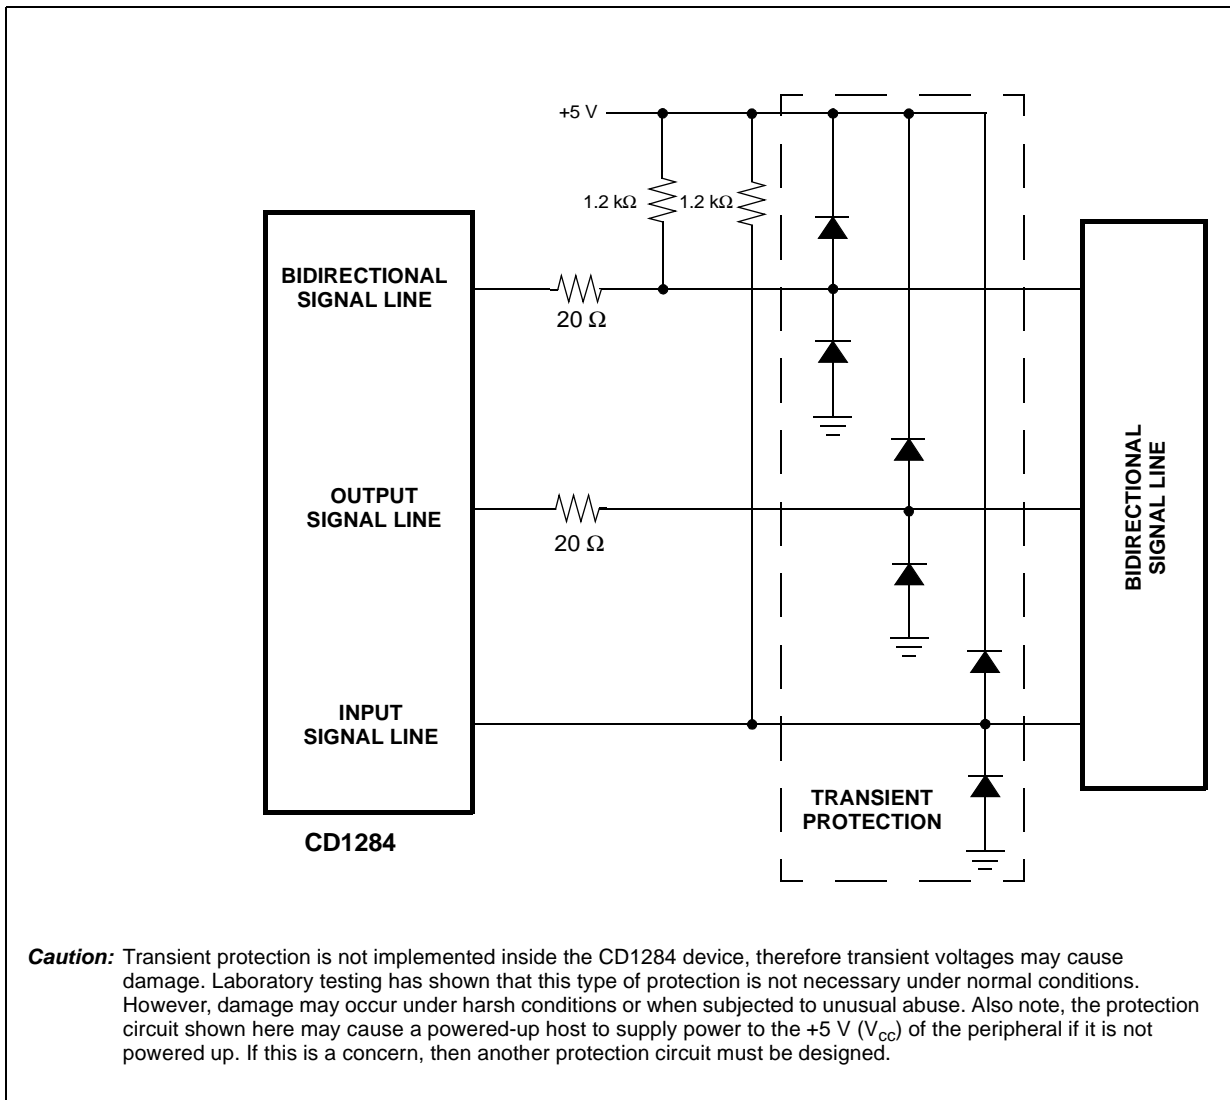 +5 V
1.2 kΩ
1.2 kΩ
BIDIRECTIONAL
SIGNAL LINE
20 Ω
OUTPUT
SIGNAL LINE
20 Ω
BIDIRECTIONAL
SIGNAL LINE
INPUT
SIGNAL LINE
TRANSIENT
PROTECTION
CD1284
Caution: Transient protection is not implemented inside the CD1284 device, therefore transient voltages may cause
damage. Laboratory testing has shown that this type of protection is not necessary under normal conditions.
However, damage may occur under harsh conditions or when subjected to unusual abuse. Also note, the protection
circuit shown here may cause a powered-up host to supply power to the +5 V (Vcc) of the peripheral if it is not
powered up. If this is a concern, then another protection circuit must be designed.